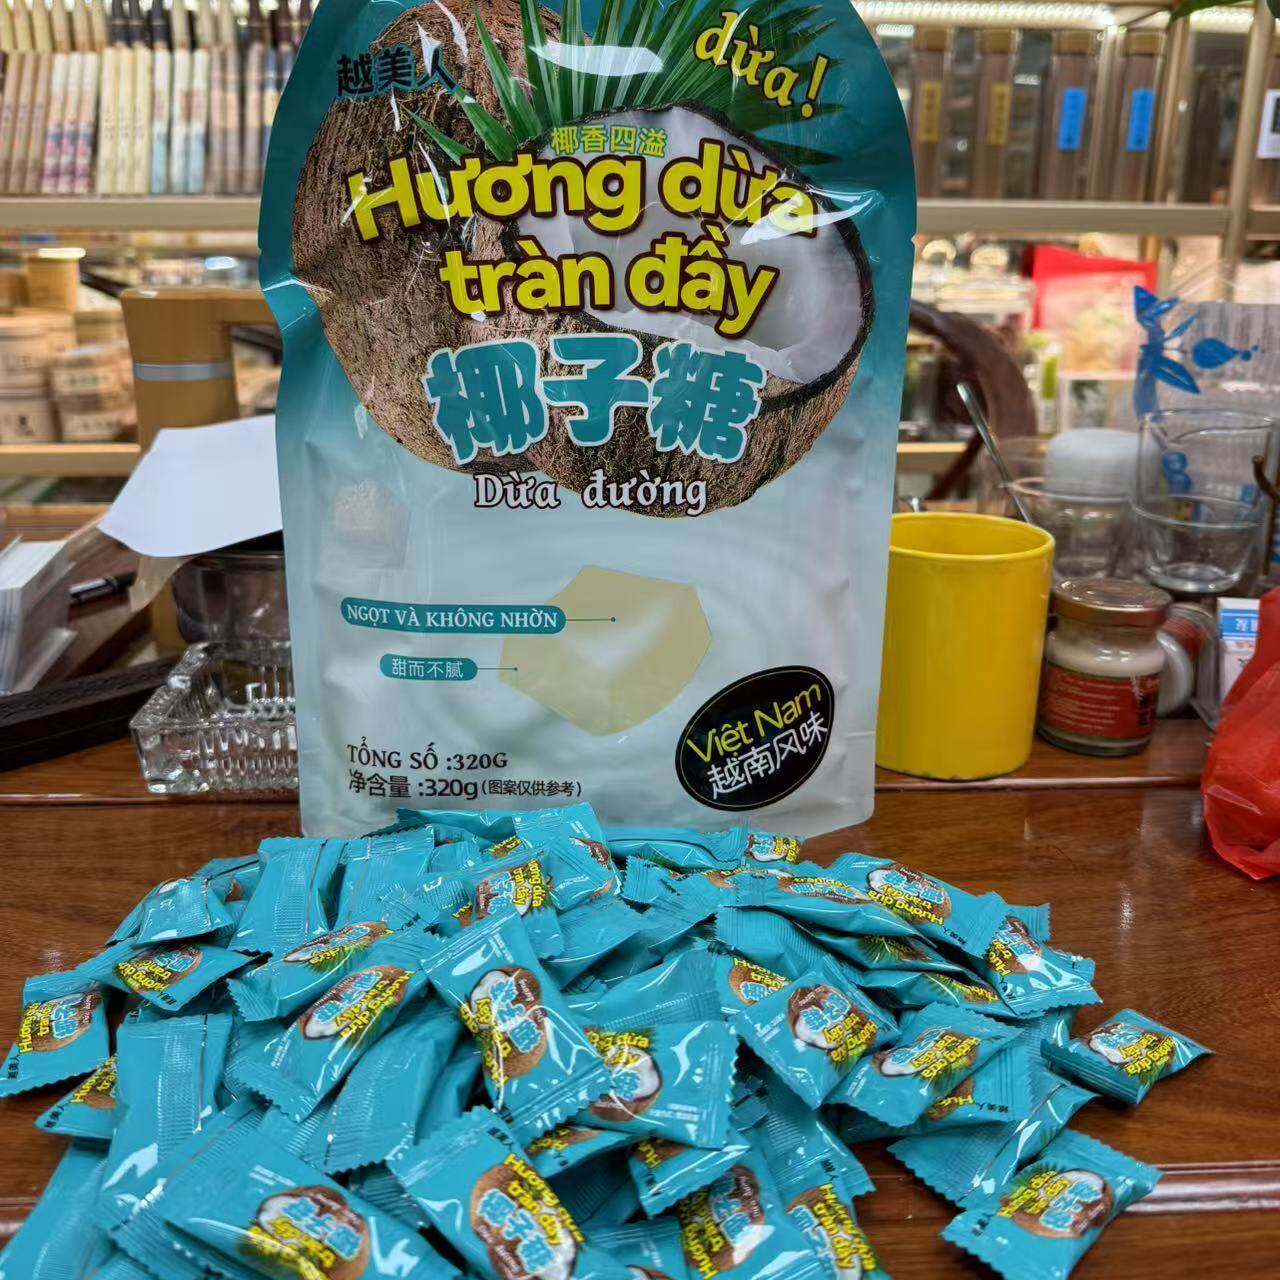 越美人
dừa!
椰香四溢
Hương dừa
tràn đầy
椰子糖
Dừa đường
NGỌT VÀ KHÔNG NHỜN
甜而不腻
TỔNG SỐ :320G
净含量 :320g(图案仅供参考)
Việt Nam
越南风味